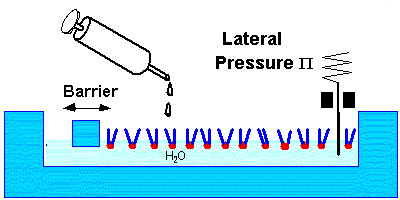 Lateral
Pressure Π
Barrier
H₂O